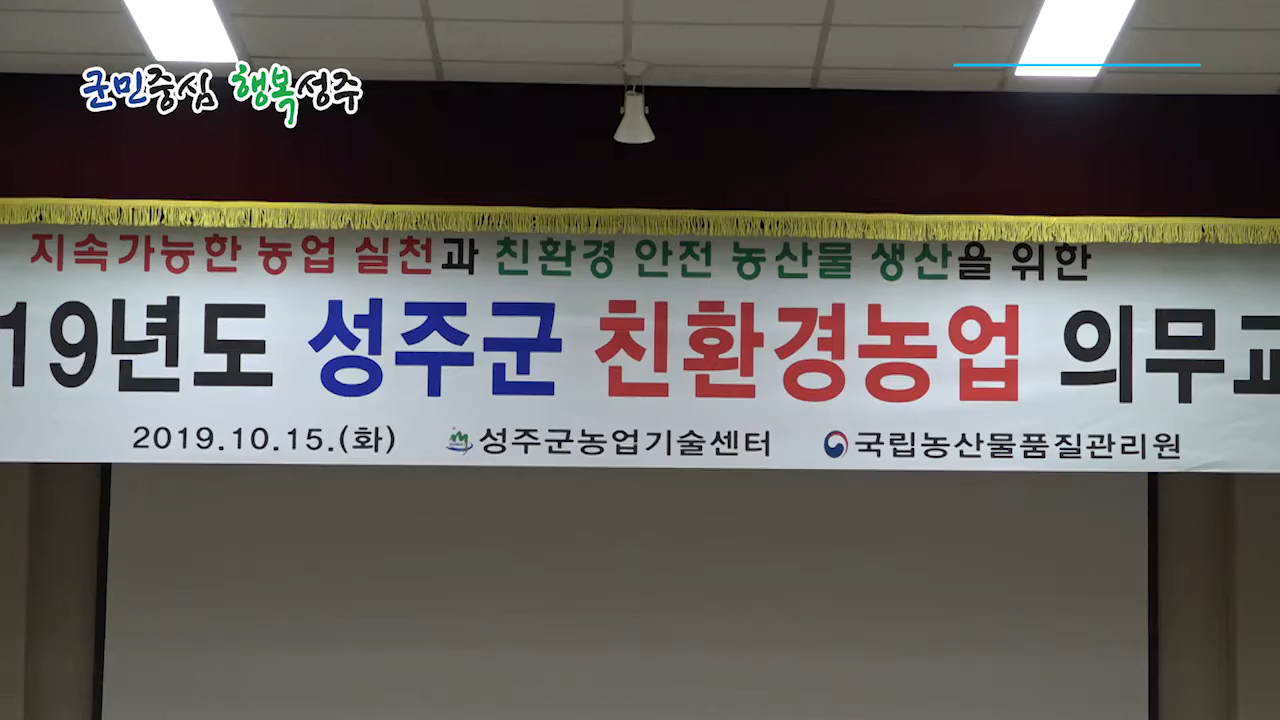 군민중심 행복성주
지속가능한 농업 실천과 친환경 안전 농산물 생산을 위한
19년도 성주군 친환경농업 의무교
2019.10.15.(화) 성주군농업기술센터 국립농산물품질관리원